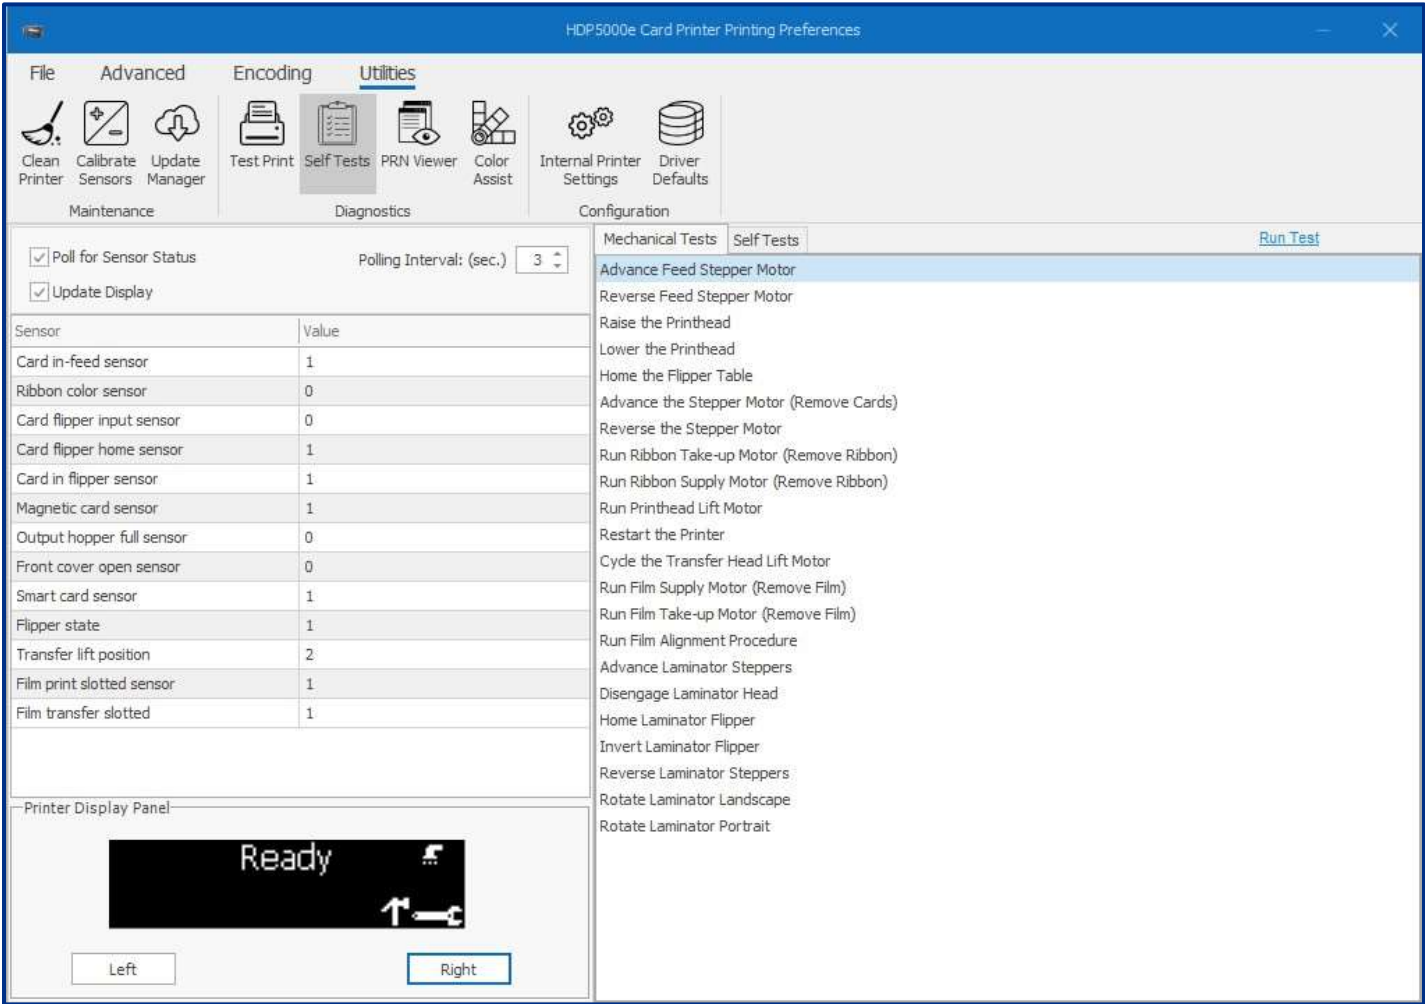 HDP5000e Card Printer Printing Preferences
File Advanced Encoding Utilities
Clean Printer
Calibrate Sensors
Update Manager
Test Print
Self Tests
PRN Viewer
Color Assist
Internal Printer Settings
Driver Defaults
Maintenance
Diagnostics
Configuration
Poll for Sensor Status
Polling Interval: (sec.) 3
Update Display
Sensor Value
Card in-feed sensor 1
Ribbon color sensor 0
Card flipper input sensor 0
Card flipper home sensor 1
Card in flipper sensor 1
Magnetic card sensor 1
Output hopper full sensor 0
Front cover open sensor 0
Smart card sensor 1
Flipper state 1
Transfer lift position 2
Film print slotted sensor 1
Film transfer slotted 1
Printer Display Panel
Ready
Left
Right
Mechanical Tests Self Tests Run Test
Advance Feed Stepper Motor
Reverse Feed Stepper Motor
Raise the Printhead
Lower the Printhead
Home the Flipper Table
Advance the Stepper Motor (Remove Cards)
Reverse the Stepper Motor
Run Ribbon Take-up Motor (Remove Ribbon)
Run Ribbon Supply Motor (Remove Ribbon)
Run Printhead Lift Motor
Restart the Printer
Cycle the Transfer Head Lift Motor
Run Film Supply Motor (Remove Film)
Run Film Take-up Motor (Remove Film)
Run Film Alignment Procedure
Advance Laminator Steppers
Disengage Laminator Head
Home Laminator Flipper
Invert Laminator Flipper
Reverse Laminator Steppers
Rotate Laminator Landscape
Rotate Laminator Portrait